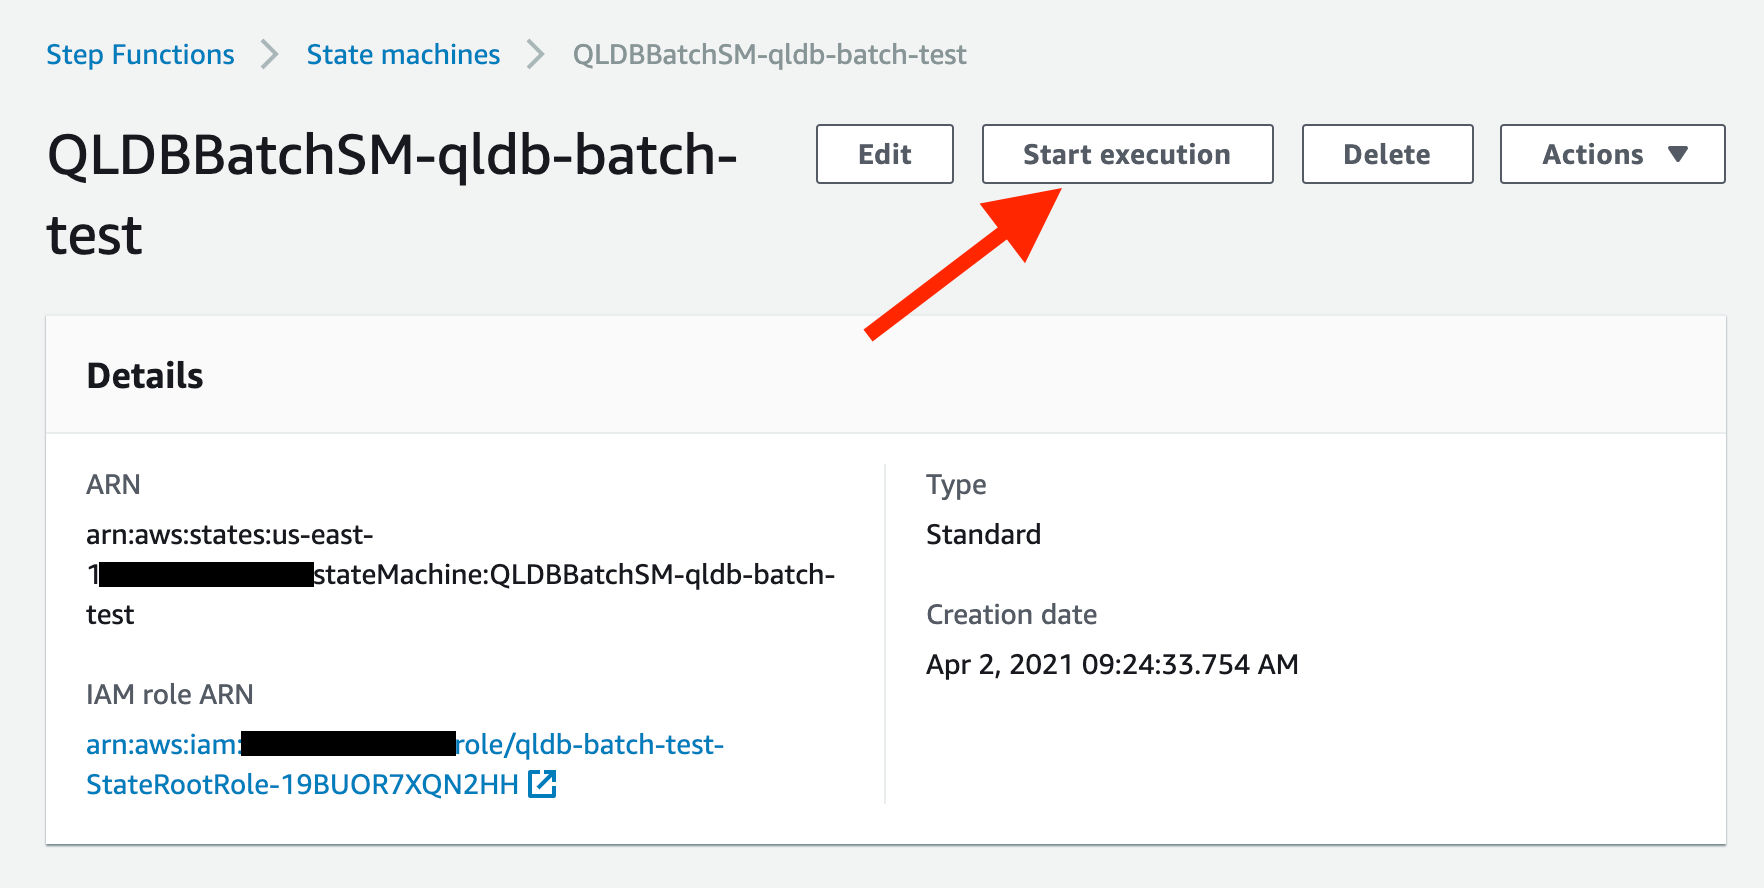 Step Functions > State machines > QLDBBatchSM-qldb-batch-test
QLDBBatchSM-qldb-batch-
test
Edit
Start execution
Delete
Actions
Details
ARN
arn:aws:states:us-east-
1 stateMachine:QLDBBatchSM-qldb-batch-
test
IAM role ARN
arn:aws:iam: role/qldb-batch-test-
StateRootRole-19BUOR7XQN2HH
Type
Standard
Creation date
Apr 2, 2021 09:24:33.754 AM